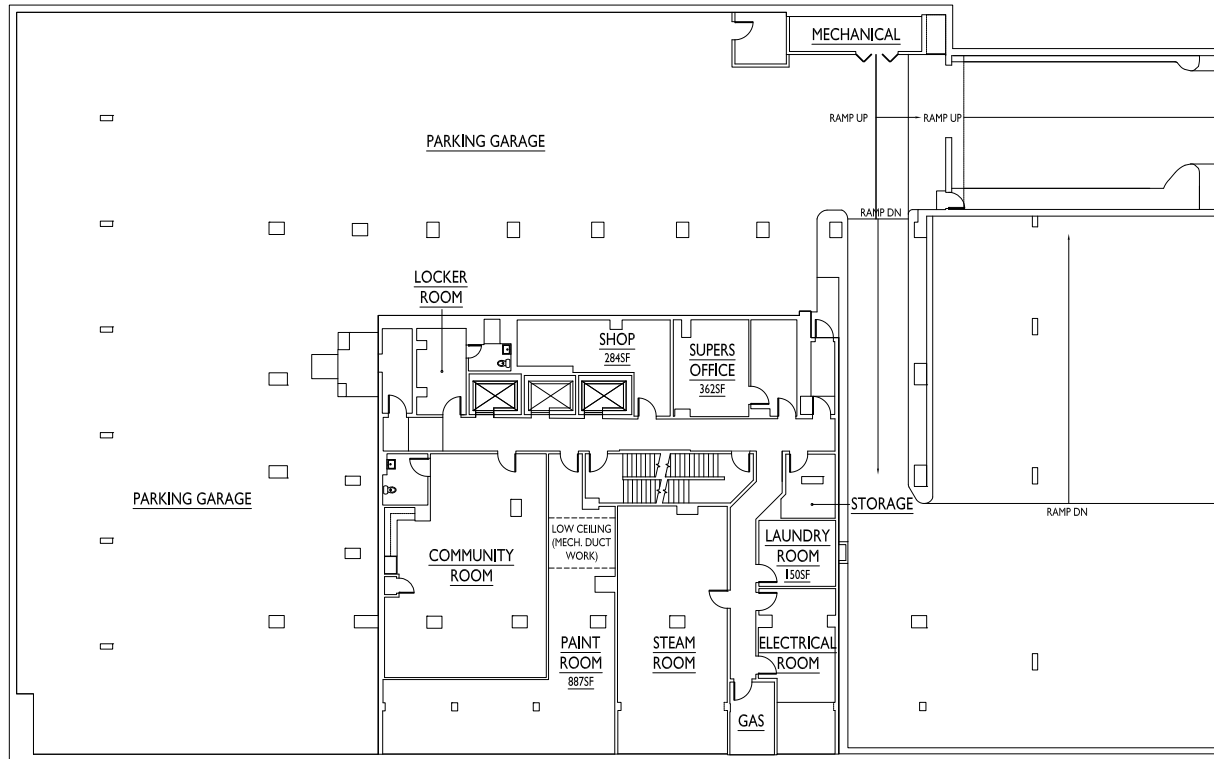 MECHANICAL
RAMP UP
RAMP UP
PARKING GARAGE
RAMP DN
LOCKER
ROOM
SHOP
284SF
SUPERS
OFFICE
362SF
PARKING GARAGE
STORAGE
RAMP DN
LOW CEILING
(MECH. DUCT
WORK)
COMMUNITY
ROOM
LAUNDRY
ROOM
150SF
PAINT
ROOM
887SF
STEAM
ROOM
ELECTRICAL
ROOM
GAS